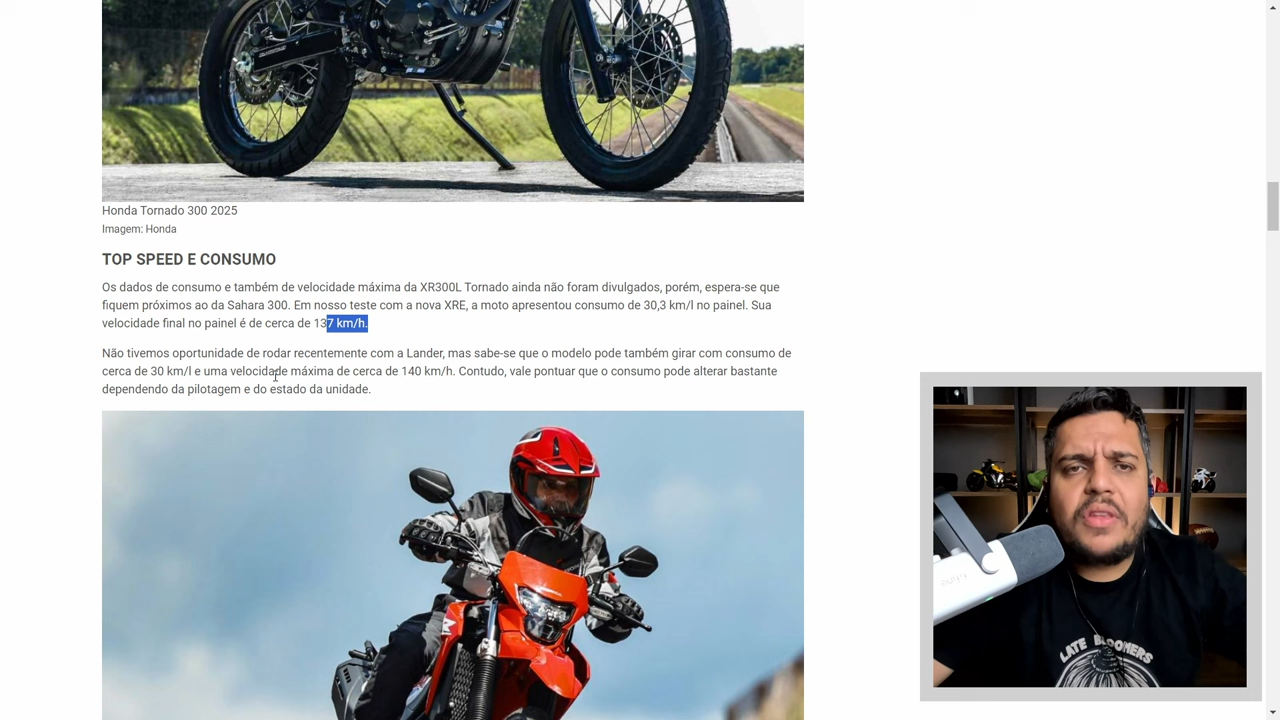 Honda Tornado 300 2025
Imagem: Honda
TOP SPEED E CONSUMO
Os dados de consumo e também de velocidade máxima da XR300L Tornado ainda não foram divulgados, porém, espera-se que
fiquem próximos ao da Sahara 300. Em nosso teste com a nova XRE, a moto apresentou consumo de 30,3 km/l no painel. Sua
velocidade final no painel é de cerca de 137 km/h.
Não tivemos oportunidade de rodar recentemente com a Lander, mas sabe-se que o modelo pode também girar com consumo de
cerca de 30 km/l e uma velocidade máxima de cerca de 140 km/h. Contudo, vale pontuar que o consumo pode alterar bastante
dependendo da pilotagem e do estado da unidade.
LATE BLOOMERS